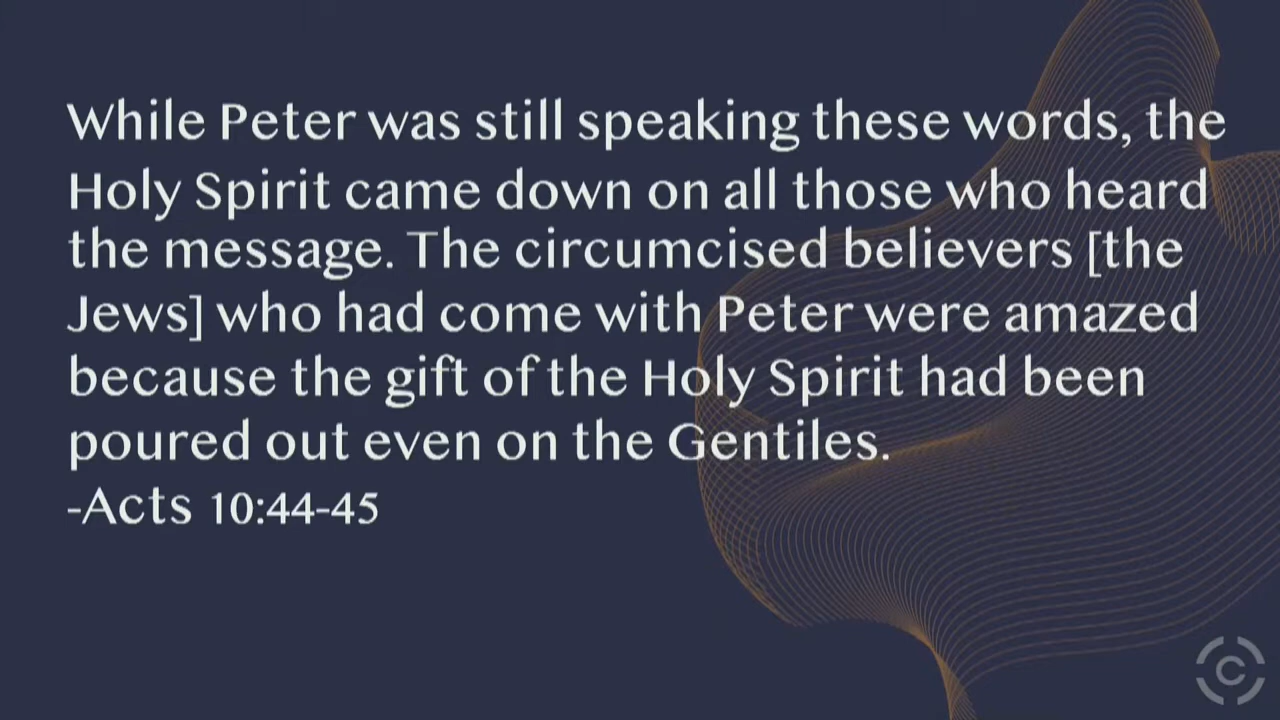 While Peter was still speaking these words, the
Holy Spirit came down on all those who heard
the message. The circumcised believers [the
Jews] who had come with Peter were amazed
because the gift of the Holy Spirit had been
poured out even on the Gentiles.
-Acts 10:44-45
C